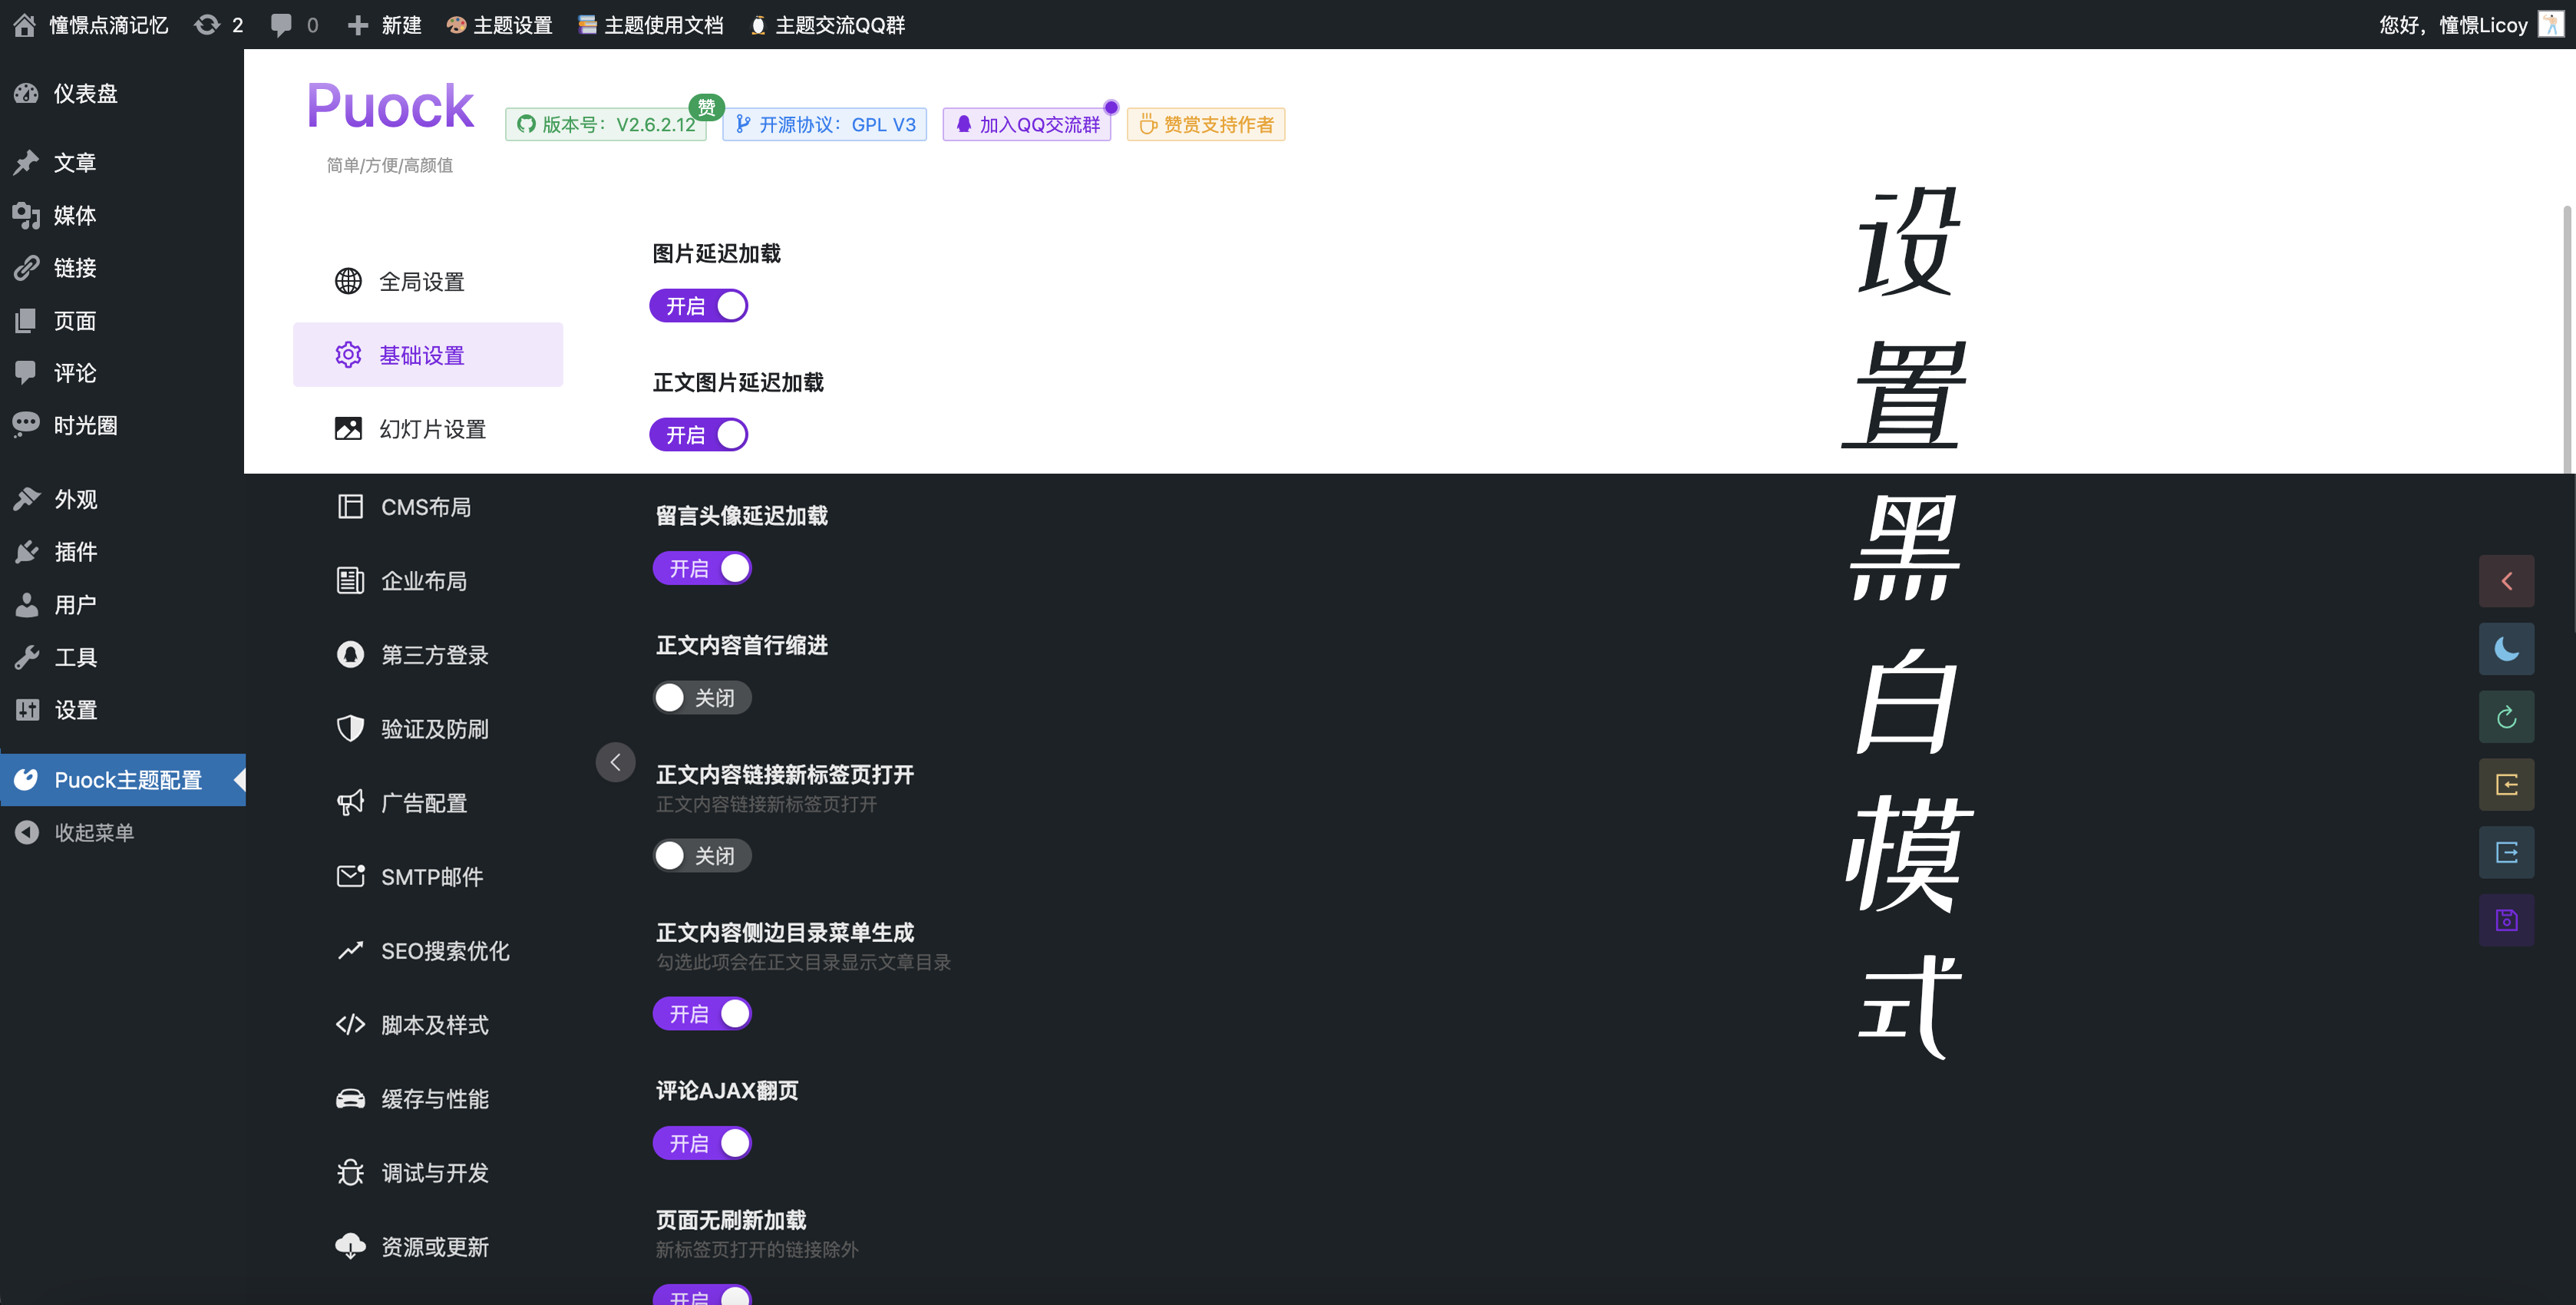 憧憬点滴记忆 2 0 新建 主题设置 主题使用文档 主题交流QQ群 您好，憧憬Licoy
仪表盘
文章
媒体
链接
页面
评论
时光圈
外观
插件
用户
工具
设置
Puock主题配置
收起菜单
Puock
简单/方便/高颜值
版本号：V2.6.2.12 赞
开源协议：GPL V3
加入QQ交流群
赞赏支持作者
全局设置
基础设置
幻灯片设置
CMS布局
企业布局
第三方登录
验证及防刷
广告配置
SMTP邮件
SEO搜索优化
脚本及样式
缓存与性能
调试与开发
资源或更新
图片延迟加载
开启
正文图片延迟加载
开启
留言头像延迟加载
开启
正文内容首行缩进
关闭
正文内容链接新标签页打开
正文内容链接新标签页打开
关闭
正文内容侧边目录菜单生成
勾选此项会在正文目录显示文章目录
开启
评论AJAX翻页
开启
页面无刷新加载
新标签页打开的链接除外
开启
设置黑白模式